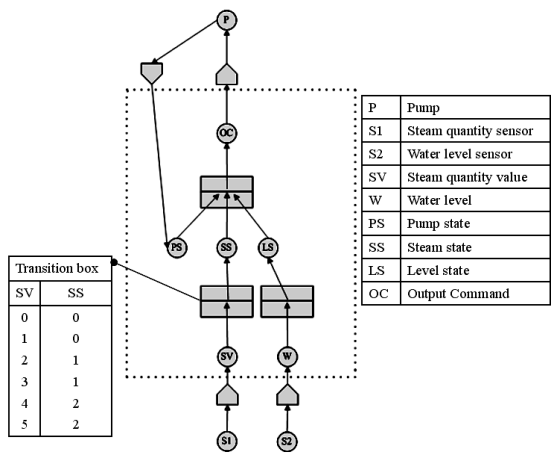 P
OC
PS
SS
LS
SV
W
S1
S2
P Pump
S1 Steam quantity sensor
S2 Water level sensor
SV Steam quantity value
W Water level
PS Pump state
SS Steam state
LS Level state
OC Output Command
Transition box
SV SS
0 0
1 0
2 1
3 1
4 2
5 2